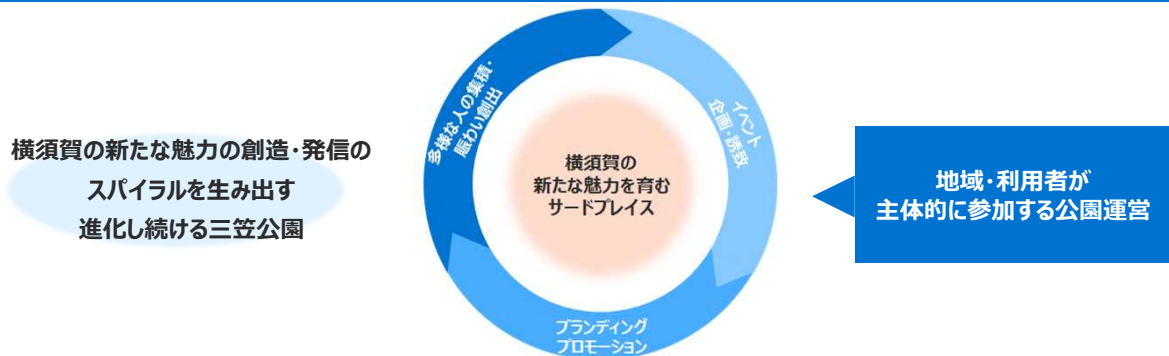 横須賀の新たな魅力の創造・発信の
スパイラルを生み出す
進化し続ける三笠公園
多様な人の集積・
賑わい創出
イベント
企画・誘致
横須賀の
新たな魅力を育む
サードプレイス
ブランディング
プロモーション
地域・利用者が
主体的に参加する公園運営